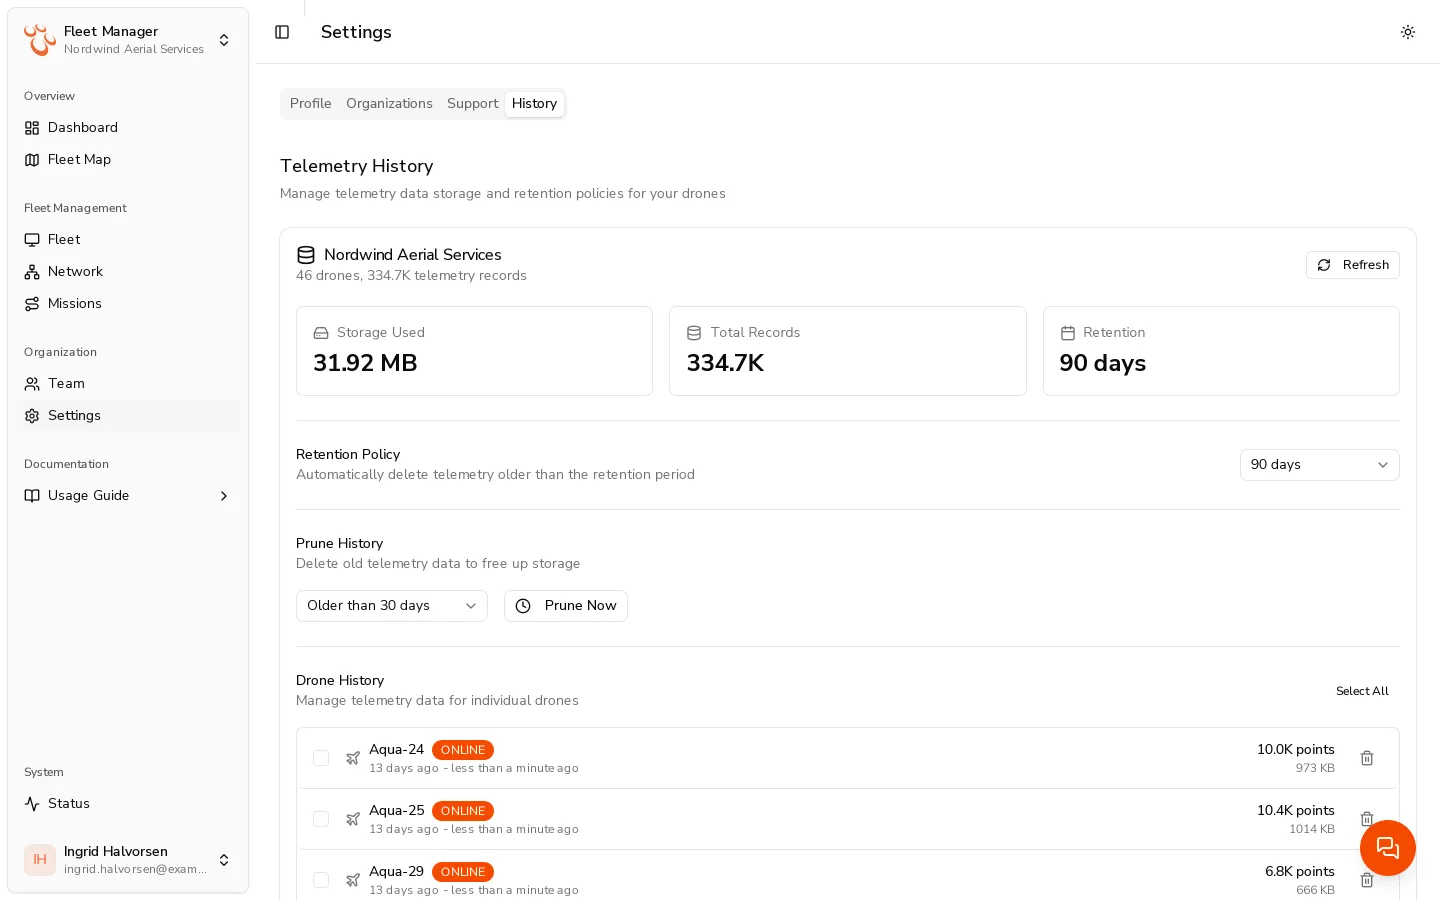 Fleet Manager
Nordwind Aerial Services
Overview
Dashboard
Fleet Map
Fleet Management
Fleet
Network
Missions
Organization
Team
Settings
Documentation
Usage Guide
System
Status
IH
Ingrid Halvorsen
ingrid.halvorsen@exam...
Settings
Profile Organizations Support History
Telemetry History
Manage telemetry data storage and retention policies for your drones
Nordwind Aerial Services
46 drones, 334.7K telemetry records
Refresh
Storage Used
31.92 MB
Total Records
334.7K
Retention
90 days
Retention Policy
Automatically delete telemetry older than the retention period
90 days
Prune History
Delete old telemetry data to free up storage
Older than 30 days
Prune Now
Drone History
Manage telemetry data for individual drones
Select All
Aqua-24 ONLINE
13 days ago - less than a minute ago
10.0K points
973 KB
Aqua-25 ONLINE
13 days ago - less than a minute ago
10.4K points
1014 KB
Aqua-29 ONLINE
13 days ago - less than a minute ago
6.8K points
666 KB